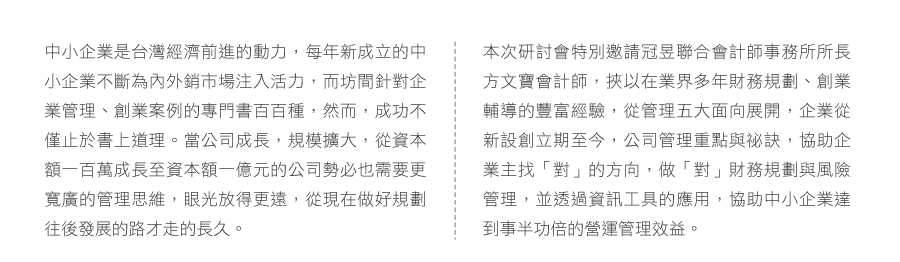 中小企業是台灣經濟前進的動力，每年新成立的中
小企業不斷為內外銷市場注入活力，而坊間針對企
業管理、創業案例的專門書百百種，然而，成功不
僅止於書上道理。當公司成長，規模擴大，從資本
額一百萬成長至資本額一億元的公司勢必也需要更
寬廣的管理思維，眼光放得更遠，從現在做好規劃
往後發展的路才走的長久。
本次研討會特別邀請冠昱聯合會計師事務所所長
方文寶會計師，挾以在業界多年財務規劃、創業
輔導的豐富經驗，從管理五大面向展開，企業從
新設創立期至今，公司管理重點與祕訣，協助企
業主找「對」的方向，做「對」財務規劃與風險
管理，並透過資訊工具的應用，協助中小企業達
到事半功倍的營運管理效益。